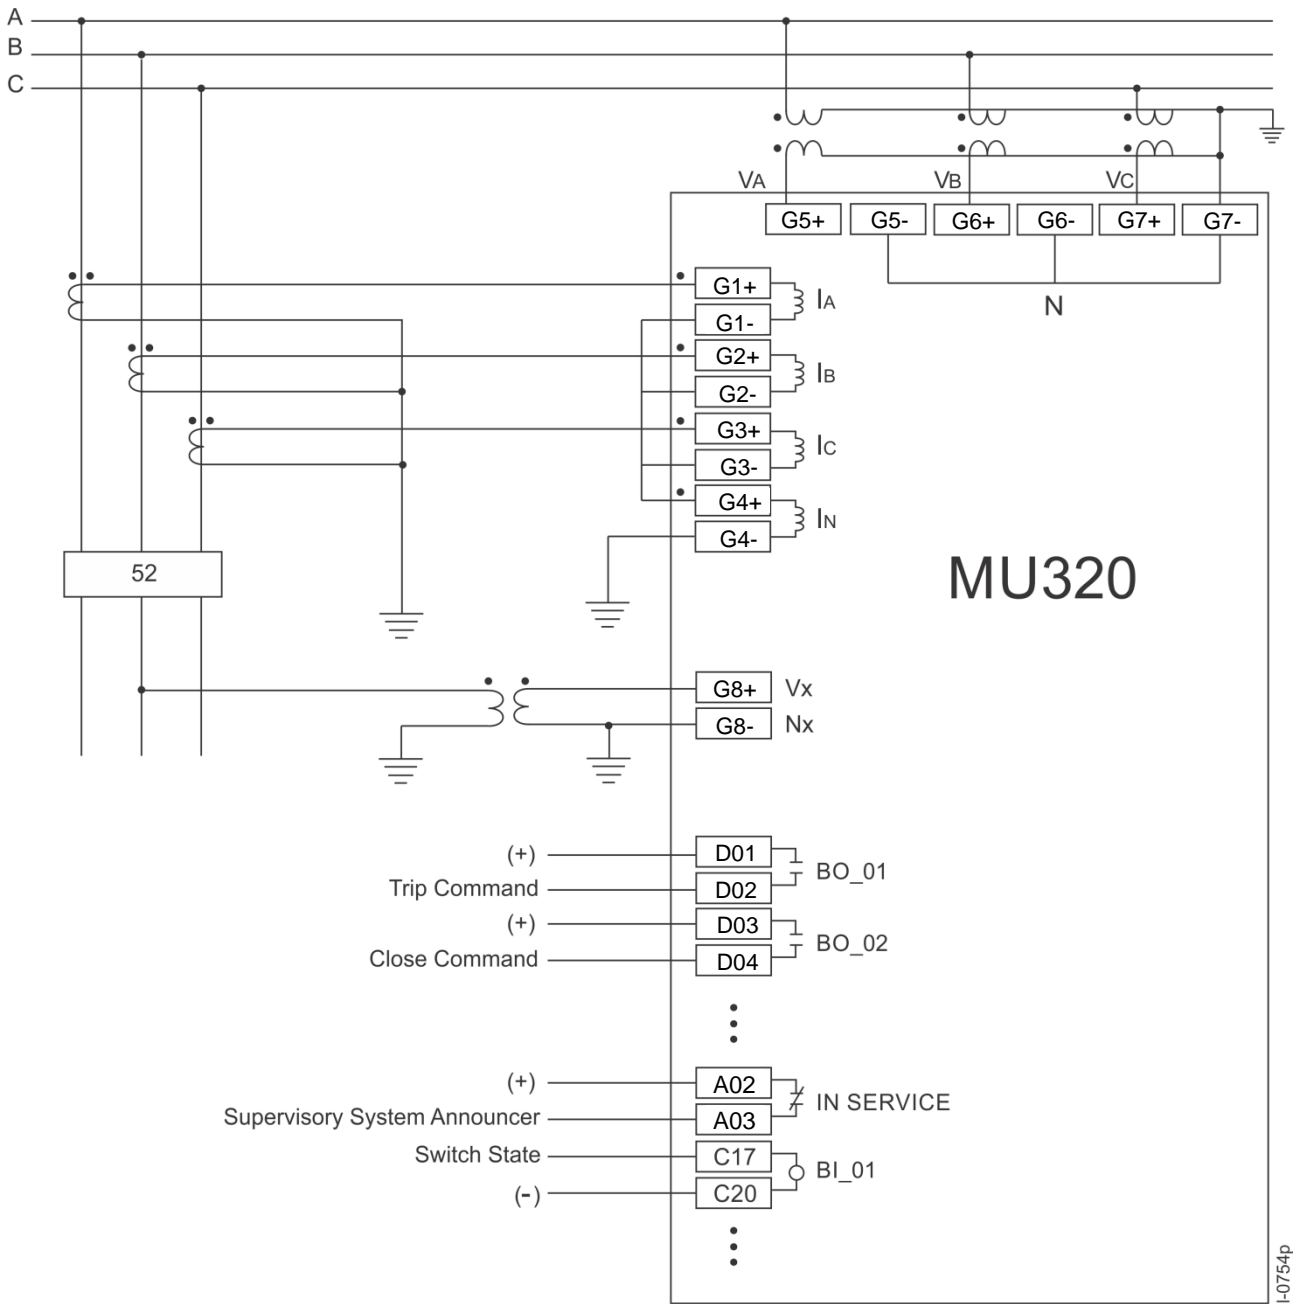 A
B
C
VA
VB
VC
G5+
G5-
G6+
G6-
G7+
G7-
N
G1+
IA
G1-
G2+
IB
G2-
G3+
IC
G3-
G4+
IN
G4-
52
MU320
G8+
Vx
G8-
Nx
(+)
D01
BO_01
Trip Command
D02
(+)
D03
BO_02
Close Command
D04
(+)
A02
IN SERVICE
Supervisory System Announcer
A03
Switch State
C17
BI_01
(-)
C20
I-0754p